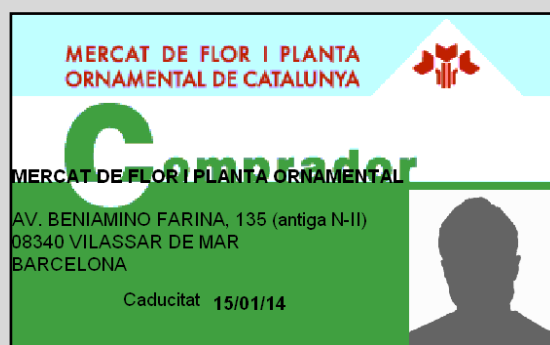 MERCAT DE FLOR I PLANTA
ORNAMENTAL DE CATALUNYA
Comprador
MERCAT DE FLOR I PLANTA ORNAMENTAL
AV. BENIAMINO FARINA, 135 (antiga N-II)
08340 VILASSAR DE MAR
BARCELONA
Caducitat 15/01/14